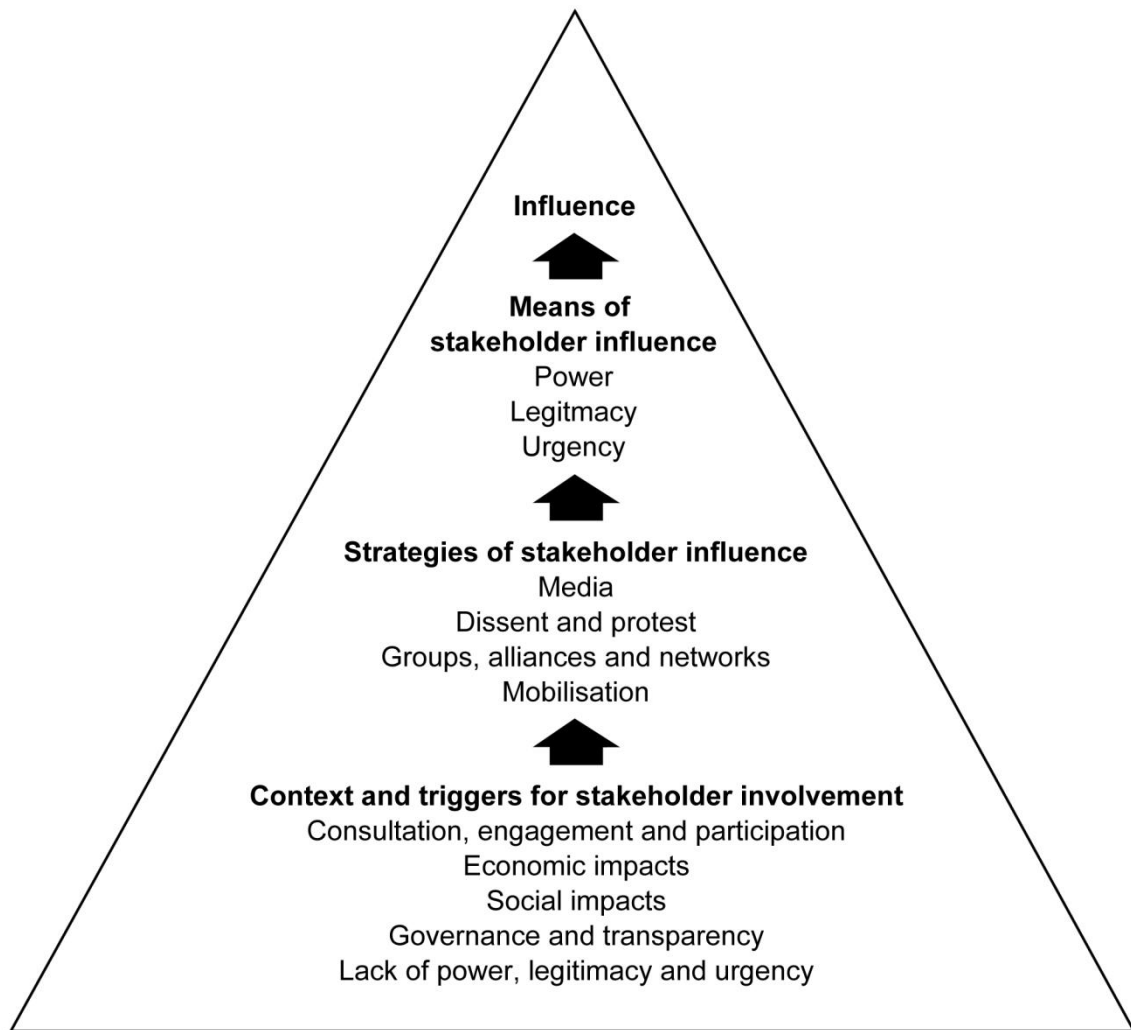 Influence
Means of
stakeholder influence
Power
Legitmacy
Urgency
Strategies of stakeholder influence
Media
Dissent and protest
Groups, alliances and networks
Mobilisation
Context and triggers for stakeholder involvement
Consultation, engagement and participation
Economic impacts
Social impacts
Governance and transparency
Lack of power, legitimacy and urgency